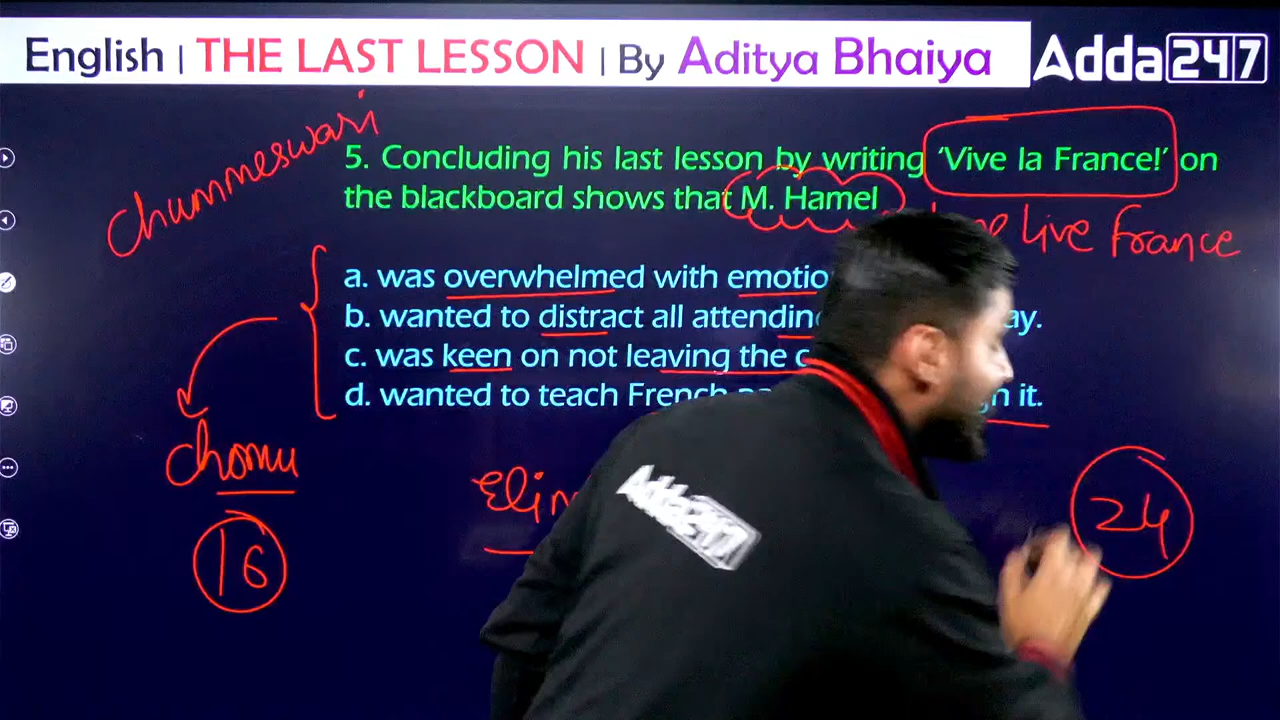 English | THE LAST LESSON | By Aditya Bhaiya
Adda247
chummeswari
5. Concluding his last lesson by writing 'Vive la France!' on
the blackboard shows that M. Hamel
live France
a. was overwhelmed with
b. wanted to distract all ay.
c. was keen on not leaving the
d. wanted to teach French it.
chomu
16
24
Adda247